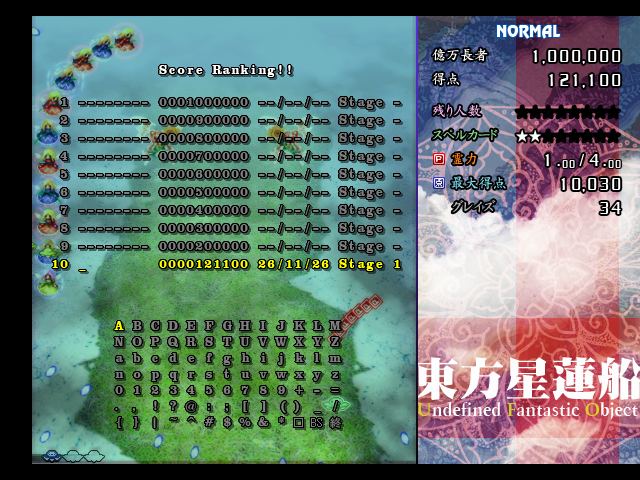 NORMAL
億万長者 1,000,000
得点 121,100
残り人数
スペルカード
P 霊力 1.00/4.00
点 最大得点 10,030
グレイズ 34
Score Ranking!!
1 -------- 0001000000 --/--/-- Stage -
2 -------- 0000900000 --/--/-- Stage -
3 -------- 0000800000 --/--/-- Stage -
4 -------- 0000700000 --/--/-- Stage -
5 -------- 0000600000 --/--/-- Stage -
6 -------- 0000500000 --/--/-- Stage -
7 -------- 0000400000 --/--/-- Stage -
8 -------- 0000300000 --/--/-- Stage -
9 -------- 0000200000 --/--/-- Stage -
10 _ 0000121100 26/11/26 Stage 1
A B C D E F G H I J K L M
N O P Q R S T U V W X Y Z
a b c d e f g h i j k l m
n o p q r s t u v w x y z
0 1 2 3 4 5 6 7 8 9 + - =
. , ! ? @ : ; [ ] ( ) _ /
{ } | ~ ^ # $ % & * □ BS 終
東方星蓮船
Undefined Fantastic Object